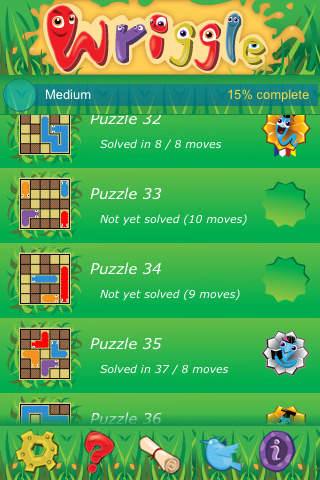 Wriggle
Medium
15% complete
Puzzle 32
Solved in 8 / 8 moves
Puzzle 33
Not yet solved (10 moves)
Puzzle 34
Not yet solved (9 moves)
Puzzle 35
Solved in 37 / 8 moves
Puzzle 36
?
i